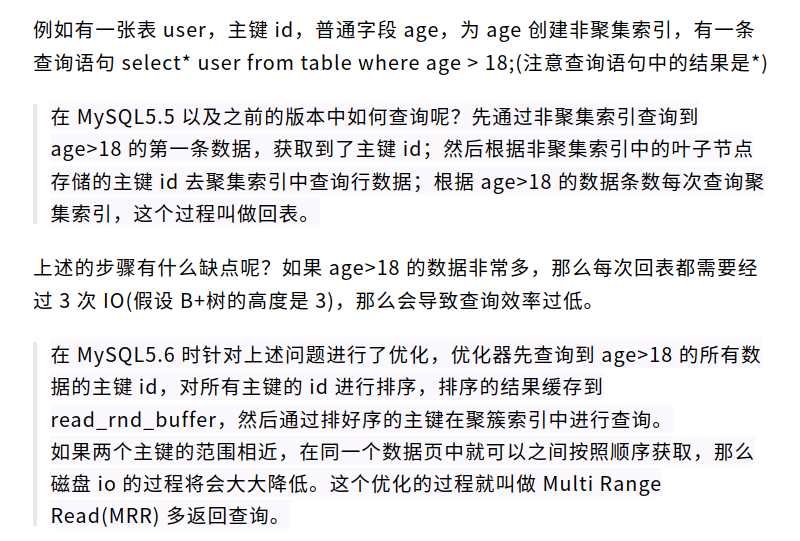 例如有一张表 user，主键 id，普通字段 age，为 age 创建非聚集索引，有一条
查询语句 select* user from table where age > 18;(注意查询语句中的结果是*)
在 MySQL5.5 以及之前的版本中如何查询呢？先通过非聚集索引查询到
age>18 的第一条数据，获取到了主键 id；然后根据非聚集索引中的叶子节点
存储的主键 id 去聚集索引中查询行数据；根据 age>18 的数据条数每次查询聚
集索引，这个过程叫做回表。
上述的步骤有什么缺点呢？如果 age>18 的数据非常多，那么每次回表都需要经
过 3 次 IO(假设 B+树的高度是 3)，那么会导致查询效率过低。
在 MySQL5.6 时针对上述问题进行了优化，优化器先查询到 age>18 的所有数
据的主键 id，对所有主键的 id 进行排序，排序的结果缓存到
read_rnd_buffer，然后通过排好序的主键在聚簇索引中进行查询。
如果两个主键的范围相近，在同一个数据页中就可以之间按照顺序获取，那么
磁盘 io 的过程将会大大降低。这个优化的过程就叫做 Multi Range
Read(MRR) 多返回查询。